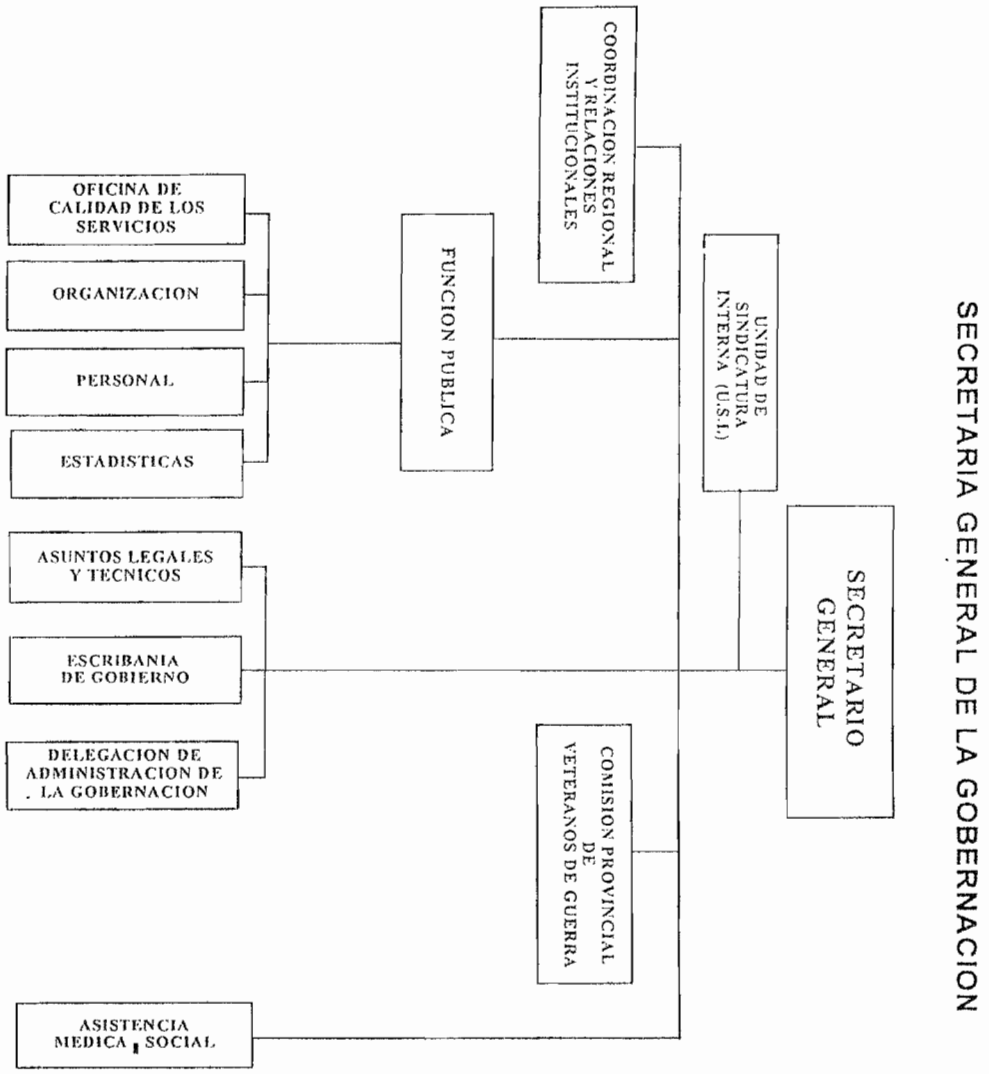 SECRETARIA GENERAL DE LA GOBERNACION
SECRETARIO
GENERAL
UNIDAD DE
SINDICATURA
INTERNA (U.S.I.)
COORDINACION REGIONAL
Y RELACIONES
INSTITUCIONALES
COMISION PROVINCIAL
DE
VETERANOS DE GUERRA
FUNCION PUBLICA
OFICINA DE
CALIDAD DE LOS
SERVICIOS
ORGANIZACION
PERSONAL
ESTADISTICAS
ASUNTOS LEGALES
Y TECNICOS
ESCRIBANIA
DE GOBIERNO
DELEGACION DE
ADMINISTRACION DE
LA GOBERNACION
ASISTENCIA
MEDICA SOCIAL